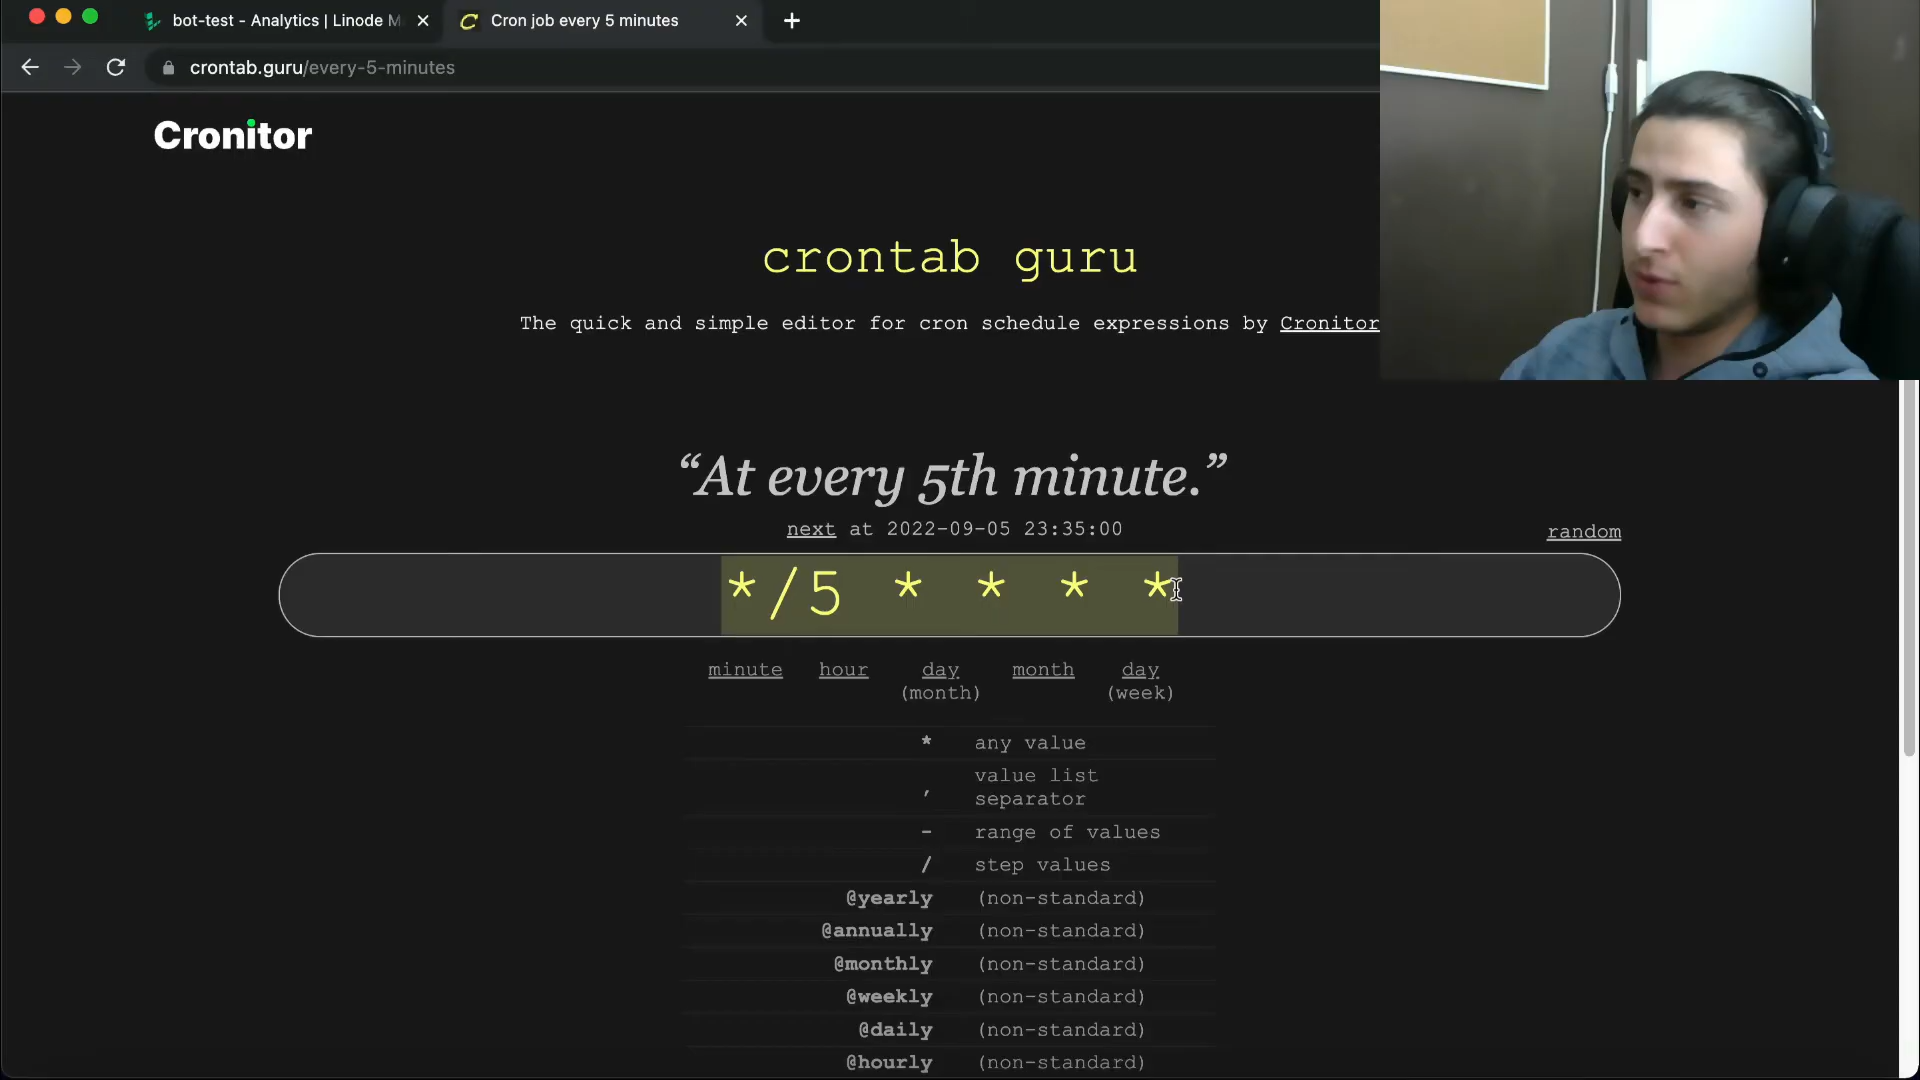 bot-test - Analytics | Linode M
Cron job every 5 minutes
crontab.guru/every-5-minutes
Cronitor
crontab guru
The quick and simple editor for cron schedule expressions by Cronitor
“At every 5th minute.”
next at 2022-09-05 23:35:00
random
*/5 * * * *
minute hour day (month) month day (week)
* any value
, value list separator
- range of values
/ step values
@yearly (non-standard)
@annually (non-standard)
@monthly (non-standard)
@weekly (non-standard)
@daily (non-standard)
@hourly (non-standard)